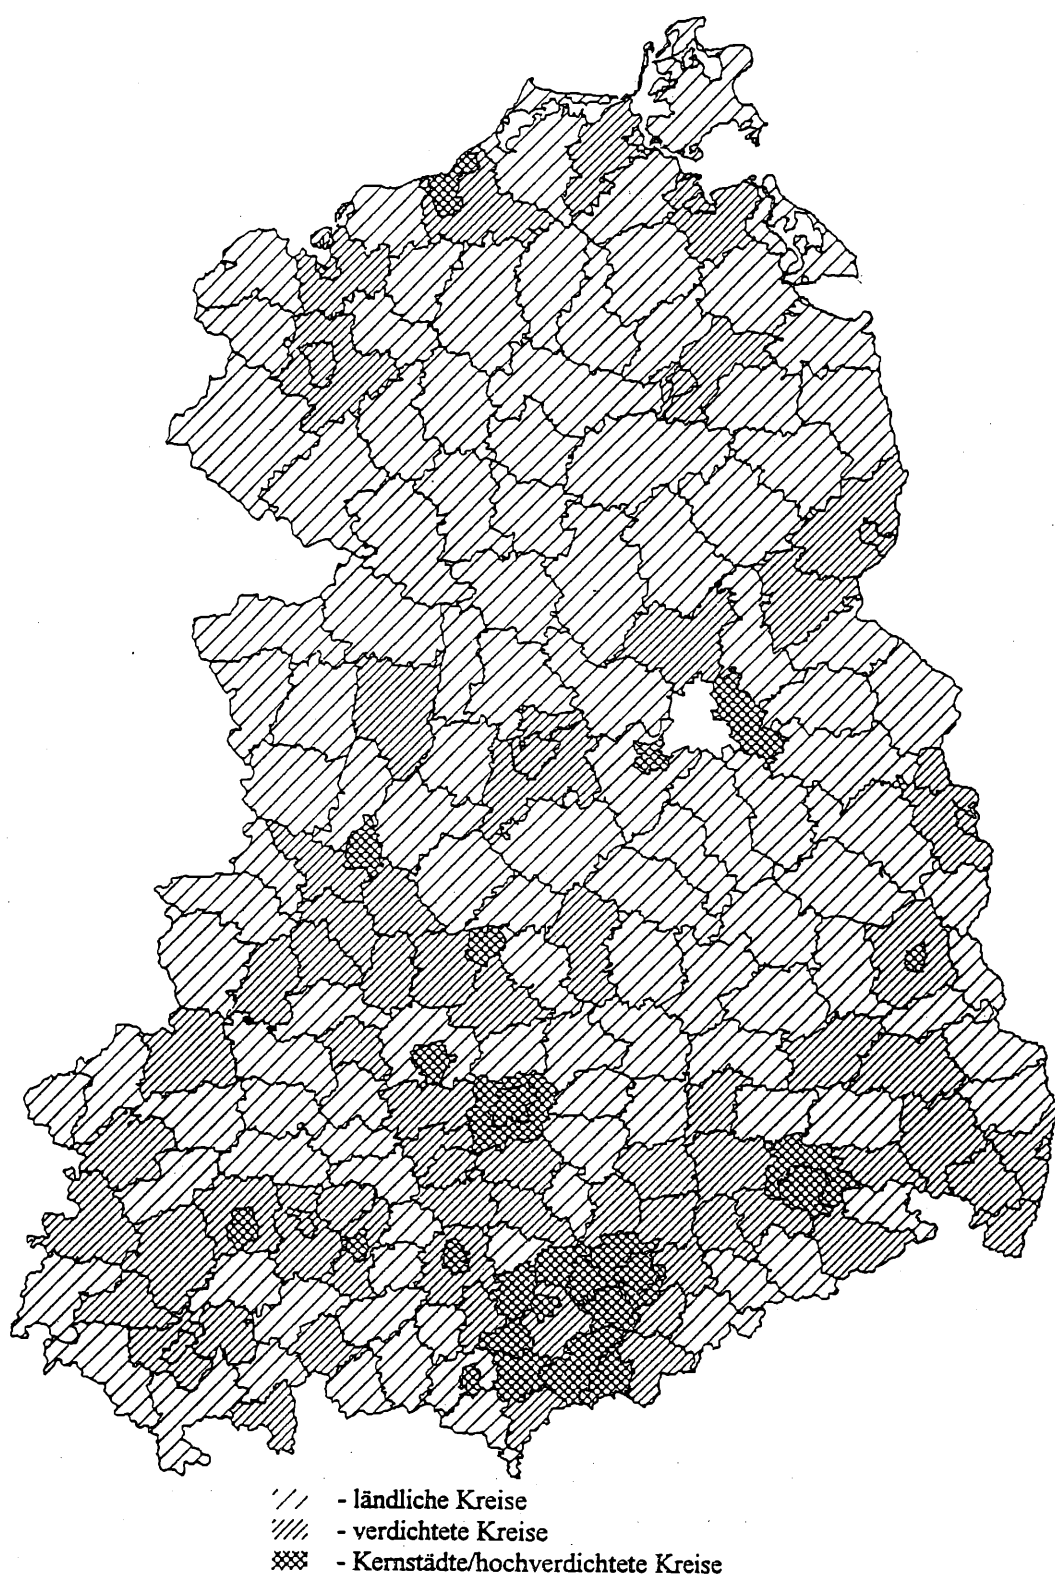 - ländliche Kreise
- verdichtete Kreise
- Kernstädte/hochverdichtete Kreise